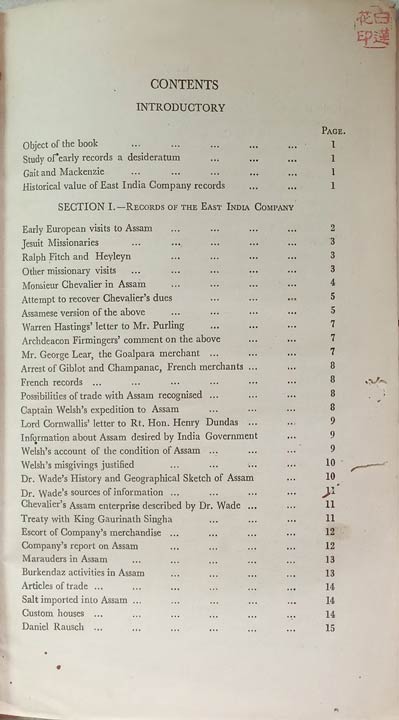 白蓮
花印
CONTENTS
INTRODUCTORY
PAGE.
Object of the book ... ... ... ... ... 1
Study of early records a desideratum ... ... ... 1
Gait and Mackenzie ... ... ... ... ... 1
Historical value of East India Company records ... ... 1
SECTION I.—RECORDS OF THE EAST INDIA COMPANY
Early European visits to Assam ... ... ... ... 2
Jesuit Missionaries ... ... ... ... ... 3
Ralph Fitch and Heyleyn ... ... ... ... 3
Other missionary visits ... ... ... ... ... 3
Monsieur Chevalier in Assam ... ... ... ... 4
Attempt to recover Chevalier's dues ... ... ... 5
Assamese version of the above ... ... ... ... 5
Warren Hastings' letter to Mr. Purling ... ... ... 7
Archdeacon Firmingers' comment on the above ... ... 7
Mr. George Lear, the Goalpara merchant ... ... ... 7
Arrest of Giblot and Champanac, French merchants ... ... 8
French records ... ... ... ... ... ... 8
Possibilities of trade with Assam recognised ... ... ... 8
Captain Welsh's expedition to Assam ... ... ... 8
Lord Cornwallis' letter to Rt. Hon. Henry Dundas ... ... 9
Information about Assam desired by India Government ... 9
Welsh's account of the condition of Assam ... ... ... 9
Welsh's misgivings justified ... ... ... ... 10
Dr. Wade's History and Geographical Sketch of Assam ... 10
Dr. Wade's sources of information ... ... ... ... 11
Chevalier's Assam enterprise described by Dr. Wade ... ... 11
Treaty with King Gaurinath Singha ... ... ... 11
Escort of Company's merchandise ... ... ... ... 12
Company's report on Assam ... ... ... ... 12
Marauders in Assam ... ... ... ... ... 13
Burkendaz activities in Assam ... ... ... ... 13
Articles of trade ... ... ... ... ... ... 14
Salt imported into Assam ... ... ... ... ... 14
Custom houses ... ... ... ... ... ... 14
Daniel Rausch ... ... ... ... ... ... 15